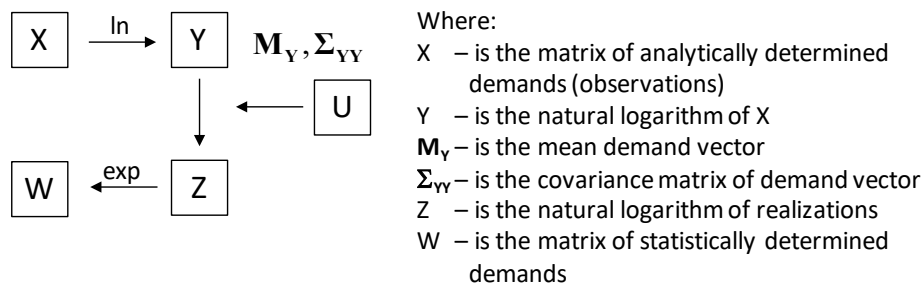 X
ln
Y
M_Y, Σ_YY
U
W
exp
Z
Where:
X – is the matrix of analytically determined
demands (observations)
Y – is the natural logarithm of X
M_Y – is the mean demand vector
Σ_YY – is the covariance matrix of demand vector
Z – is the natural logarithm of realizations
W – is the matrix of statistically determined
demands